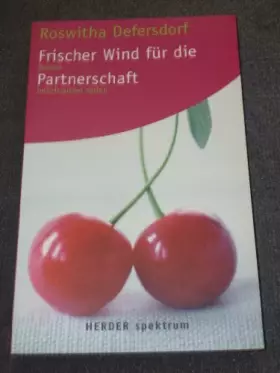 Roswitha Defersdorf
Frischer Wind für die
Partnerschaft
HERDER spektrum